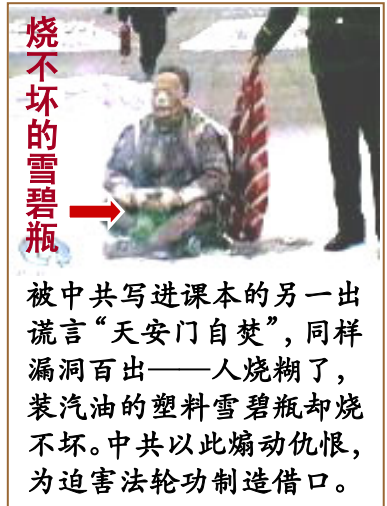 烧不坏的雪碧瓶
被中共写进课本的另一出
谎言“天安门自焚”，同样
漏洞百出——人烧糊了，
装汽油的塑料雪碧瓶却烧
不坏。中共以此煽动仇恨，
为迫害法轮功制造借口。